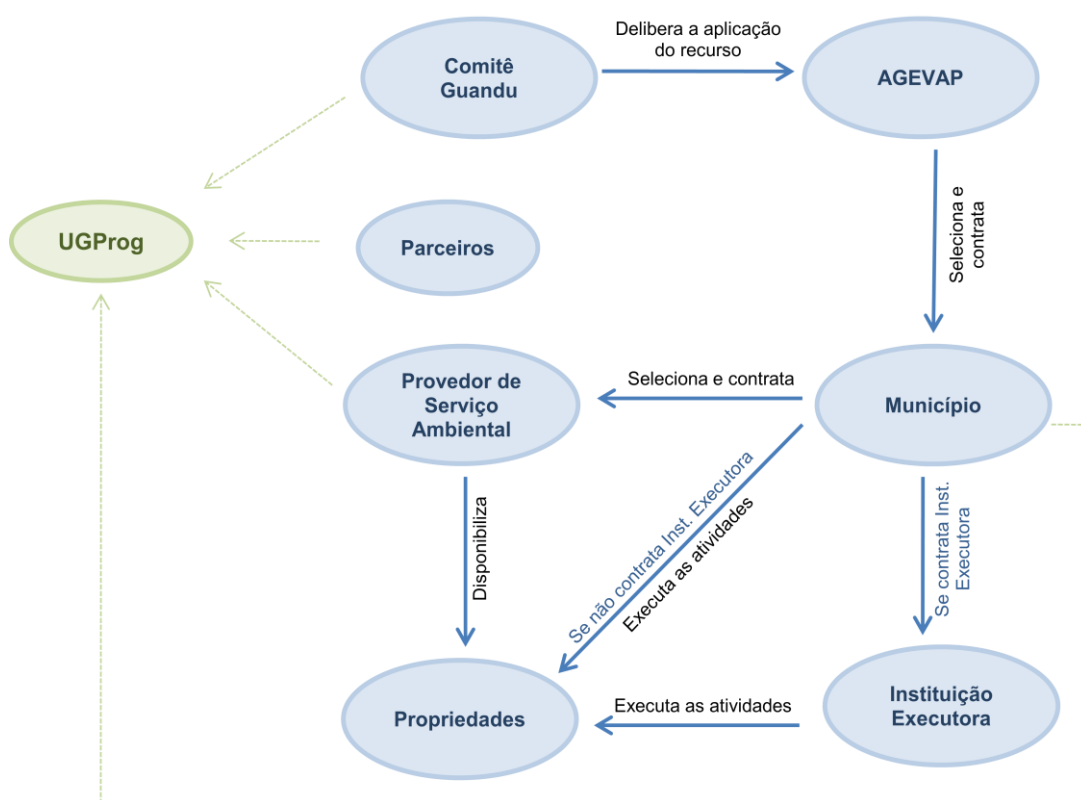 Delibera a aplicação
do recurso
Comitê
Guandu
AGEVAP
Seleciona e
contrata
UGProg
Parceiros
Provedor de
Serviço
Ambiental
Seleciona e contrata
Município
Disponibiliza
Se não contrata Inst. Executora
Executa as atividades
Se contrata Inst.
Executora
Propriedades
Executa as atividades
Instituição
Executora